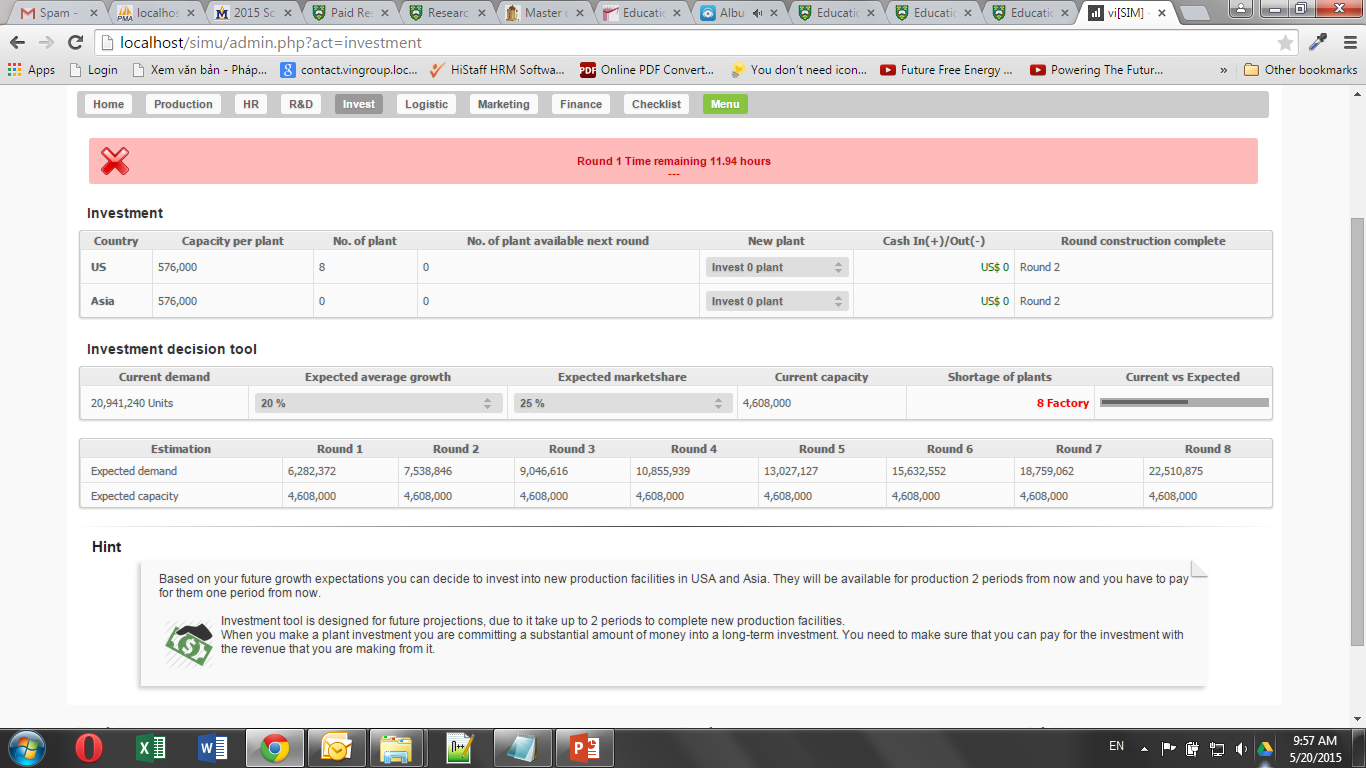 Spam - localhos 2015 Sc Paid Re Researc Master Educatio Albu Educatio Educatio Educatio vi[SIM] -
localhost/simu/admin.php?act=investment
Apps Login Xem văn bản - Pháp... contact.vingroup.loc... HiStaff HRM Softwa... Online PDF Convert... You don't need icon... Future Free Energy ... Powering The Futur... » Other bookmarks
Home Production HR R&D Invest Logistic Marketing Finance Checklist Menu
Round 1 Time remaining 11.94 hours
---
Investment
Country Capacity per plant No. of plant No. of plant available next round New plant Cash In(+)/Out(-) Round construction complete
US 576,000 8 0 Invest 0 plant US$ 0 Round 2
Asia 576,000 0 0 Invest 0 plant US$ 0 Round 2
Investment decision tool
Current demand Expected average growth Expected marketshare Current capacity Shortage of plants Current vs Expected
20,941,240 Units 20 % 25 % 4,608,000 8 Factory
Estimation Round 1 Round 2 Round 3 Round 4 Round 5 Round 6 Round 7 Round 8
Expected demand 6,282,372 7,538,846 9,046,616 10,855,939 13,027,127 15,632,552 18,759,062 22,510,875
Expected capacity 4,608,000 4,608,000 4,608,000 4,608,000 4,608,000 4,608,000 4,608,000 4,608,000
Hint
Based on your future growth expectations you can decide to invest into new production facilities in USA and Asia. They will be available for production 2 periods from now and you have to pay
for them one period from now.
Investment tool is designed for future projections, due to it take up to 2 periods to complete new production facilities.
When you make a plant investment you are committing a substantial amount of money into a long-term investment. You need to make sure that you can pay for the investment with
the revenue that you are making from it.
EN 9:57 AM
5/20/2015